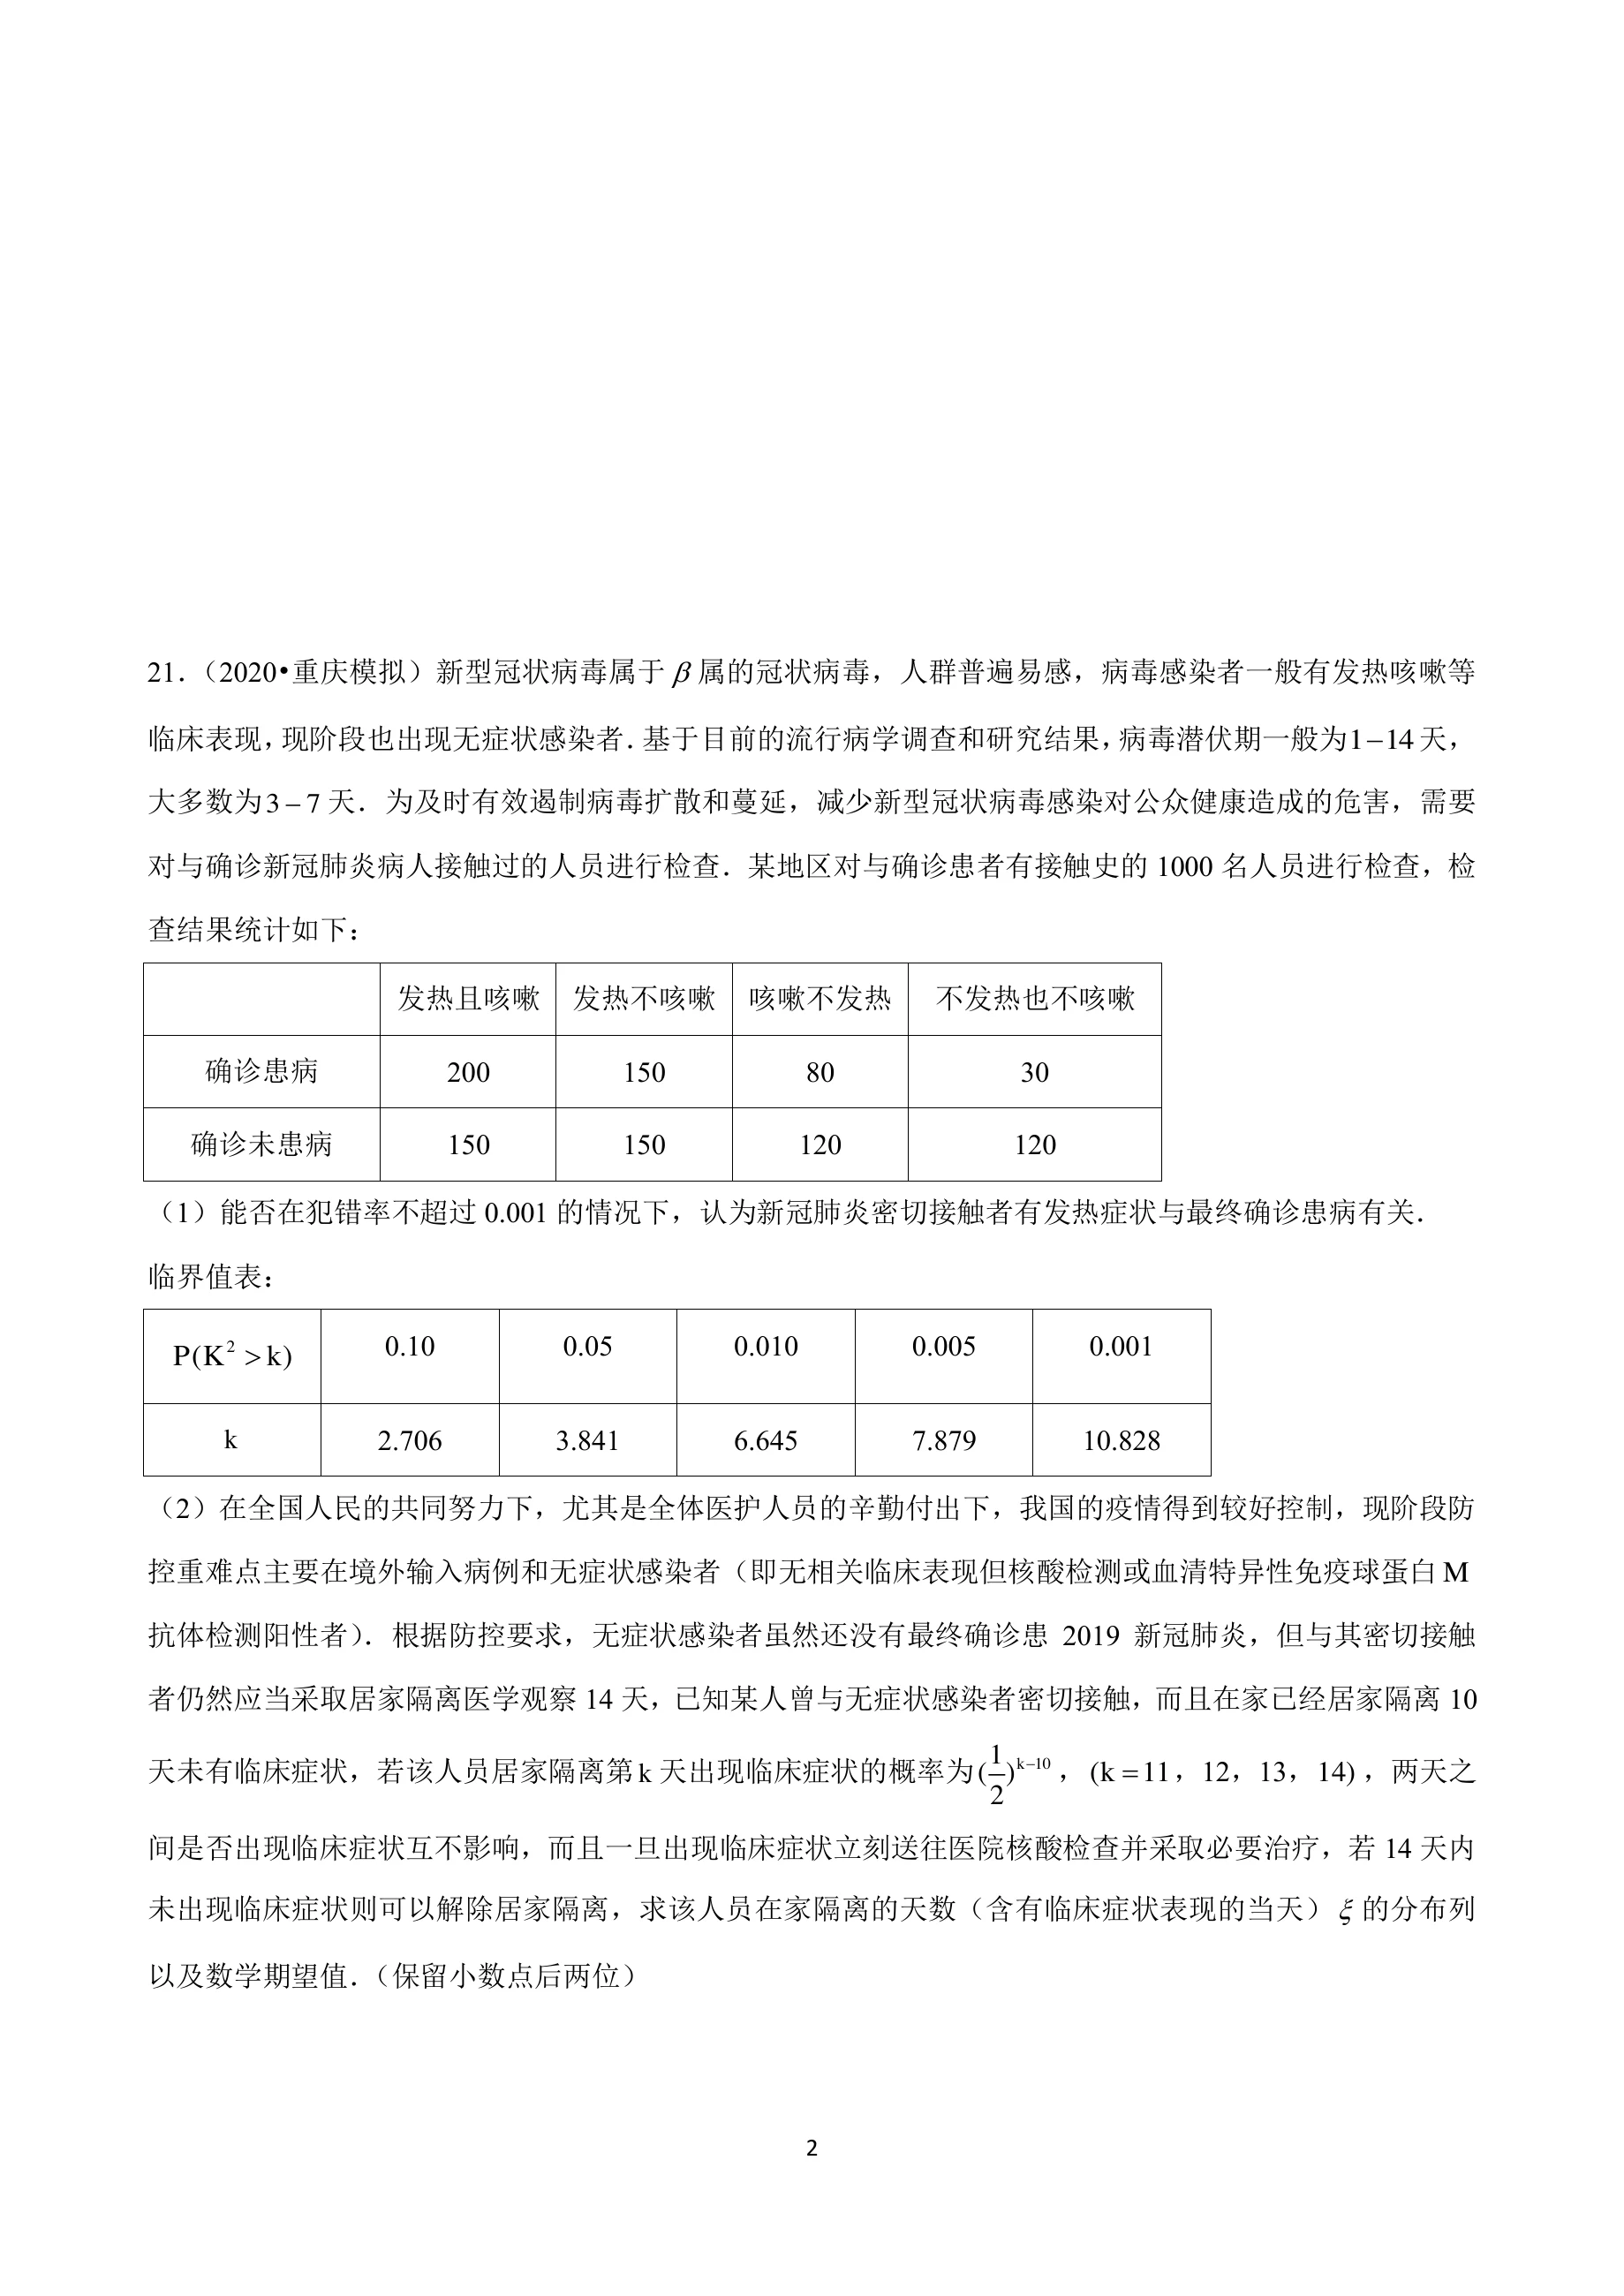 21.（2020•重庆模拟）新型冠状病毒属于β属的冠状病毒，人群普遍易感，病毒感染者一般有发热咳嗽等
临床表现，现阶段也出现无症状感染者．基于目前的流行病学调查和研究结果，病毒潜伏期一般为1–14天，
大多数为3–7天．为及时有效遏制病毒扩散和蔓延，减少新型冠状病毒感染对公众健康造成的危害，需要
对与确诊新冠肺炎病人接触过的人员进行检查．某地区对与确诊患者有接触史的 1000 名人员进行检查，检
查结果统计如下：
发热且咳嗽 发热不咳嗽 咳嗽不发热 不发热也不咳嗽
确诊患病 200 150 80 30
确诊未患病 150 150 120 120
（1）能否在犯错率不超过 0.001 的情况下，认为新冠肺炎密切接触者有发热症状与最终确诊患病有关．
临界值表：
P(K² > k) 0.10 0.05 0.010 0.005 0.001
k 2.706 3.841 6.645 7.879 10.828
（2）在全国人民的共同努力下，尤其是全体医护人员的辛勤付出下，我国的疫情得到较好控制，现阶段防
控重难点主要在境外输入病例和无症状感染者（即无相关临床表现但核酸检测或血清特异性免疫球蛋白 M
抗体检测阳性者）．根据防控要求，无症状感染者虽然还没有最终确诊患 2019 新冠肺炎，但与其密切接触
者仍然应当采取居家隔离医学观察 14 天，已知某人曾与无症状感染者密切接触，而且在家已经居家隔离 10
天未有临床症状，若该人员居家隔离第 k 天出现临床症状的概率为(1/2)^(k–10)，(k = 11，12，13，14)，两天之
间是否出现临床症状互不影响，而且一旦出现临床症状立刻送往医院核酸检查并采取必要治疗，若 14 天内
未出现临床症状则可以解除居家隔离，求该人员在家隔离的天数（含有临床症状表现的当天）ξ 的分布列
以及数学期望值．（保留小数点后两位）
2